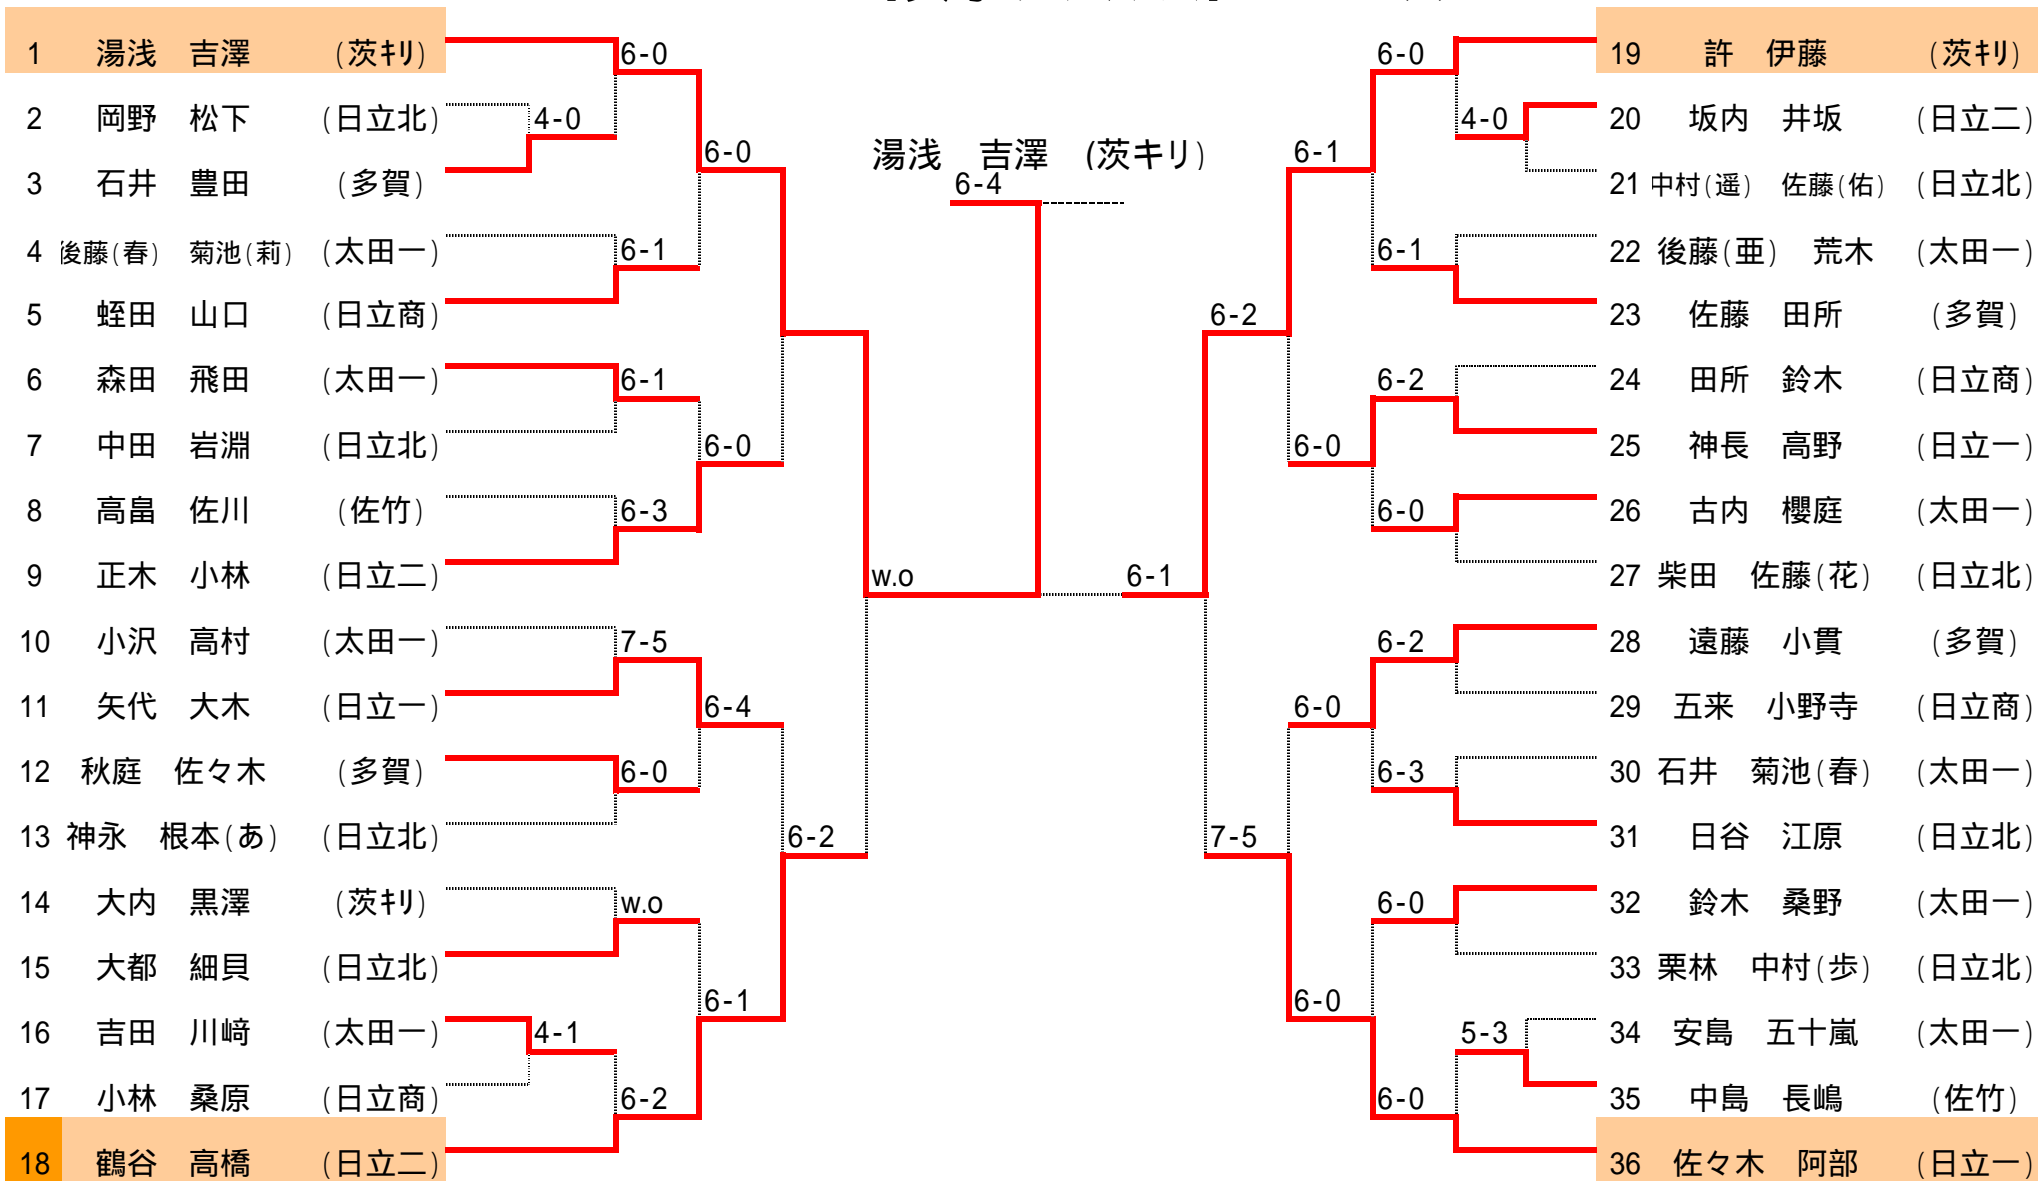 1 湯浅 吉澤 (茨キリ)
6-0
6-0
19 許 伊藤 (茨キリ)
2 岡野 松下 (日立北)
4-0
4-0
20 坂内 井坂 (日立二)
6-0
湯浅 吉澤 (茨キリ)
6-1
3 石井 豊田 (多賀)
6-4
21 中村(遥) 佐藤(佑) (日立北)
4 後藤(春) 菊池(莉) (太田一)
6-1
6-1
22 後藤(亜) 荒木 (太田一)
5 蛭田 山口 (日立商)
6-2
23 佐藤 田所 (多賀)
6 森田 飛田 (太田一)
6-1
6-2
24 田所 鈴木 (日立商)
7 中田 岩淵 (日立北)
6-0
6-0
25 神長 高野 (日立一)
8 高畠 佐川 (佐竹)
6-3
6-0
26 古内 櫻庭 (太田一)
9 正木 小林 (日立二)
w.o
6-1
27 柴田 佐藤(花) (日立北)
10 小沢 高村 (太田一)
7-5
6-2
28 遠藤 小貫 (多賀)
11 矢代 大木 (日立一)
6-4
6-0
29 五来 小野寺 (日立商)
12 秋庭 佐々木 (多賀)
6-0
6-3
30 石井 菊池(春) (太田一)
13 神永 根本(あ) (日立北)
6-2
7-5
31 日谷 江原 (日立北)
14 大内 黒澤 (茨キリ)
w.o
6-0
32 鈴木 桑野 (太田一)
15 大都 細貝 (日立北)
6-1
6-0
33 栗林 中村(歩) (日立北)
16 吉田 川﨑 (太田一)
4-1
5-3
34 安島 五十嵐 (太田一)
17 小林 桑原 (日立商)
6-2
6-0
35 中島 長嶋 (佐竹)
18 鶴谷 高橋 (日立二)
36 佐々木 阿部 (日立一)